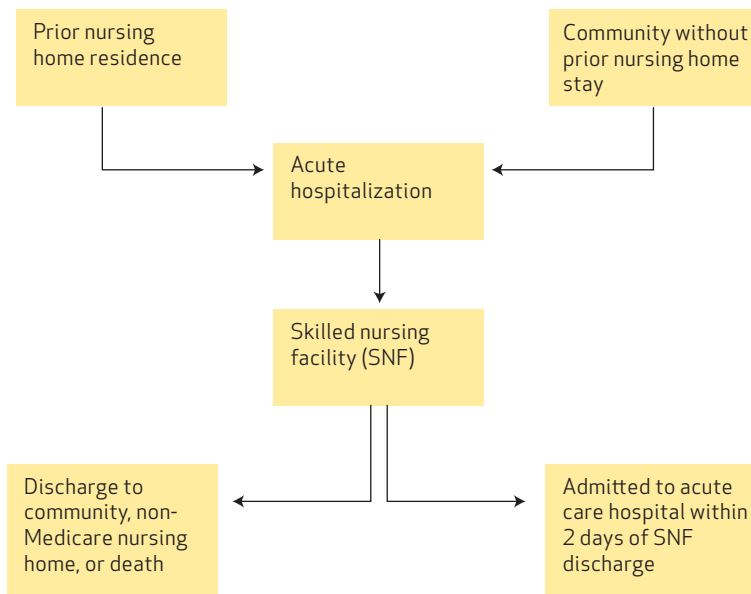 Prior nursing
home residence
Community without
prior nursing home
stay
Acute
hospitalization
Skilled nursing
facility (SNF)
Discharge to
community, non-
Medicare nursing
home, or death
Admitted to acute
care hospital within
2 days of SNF
discharge